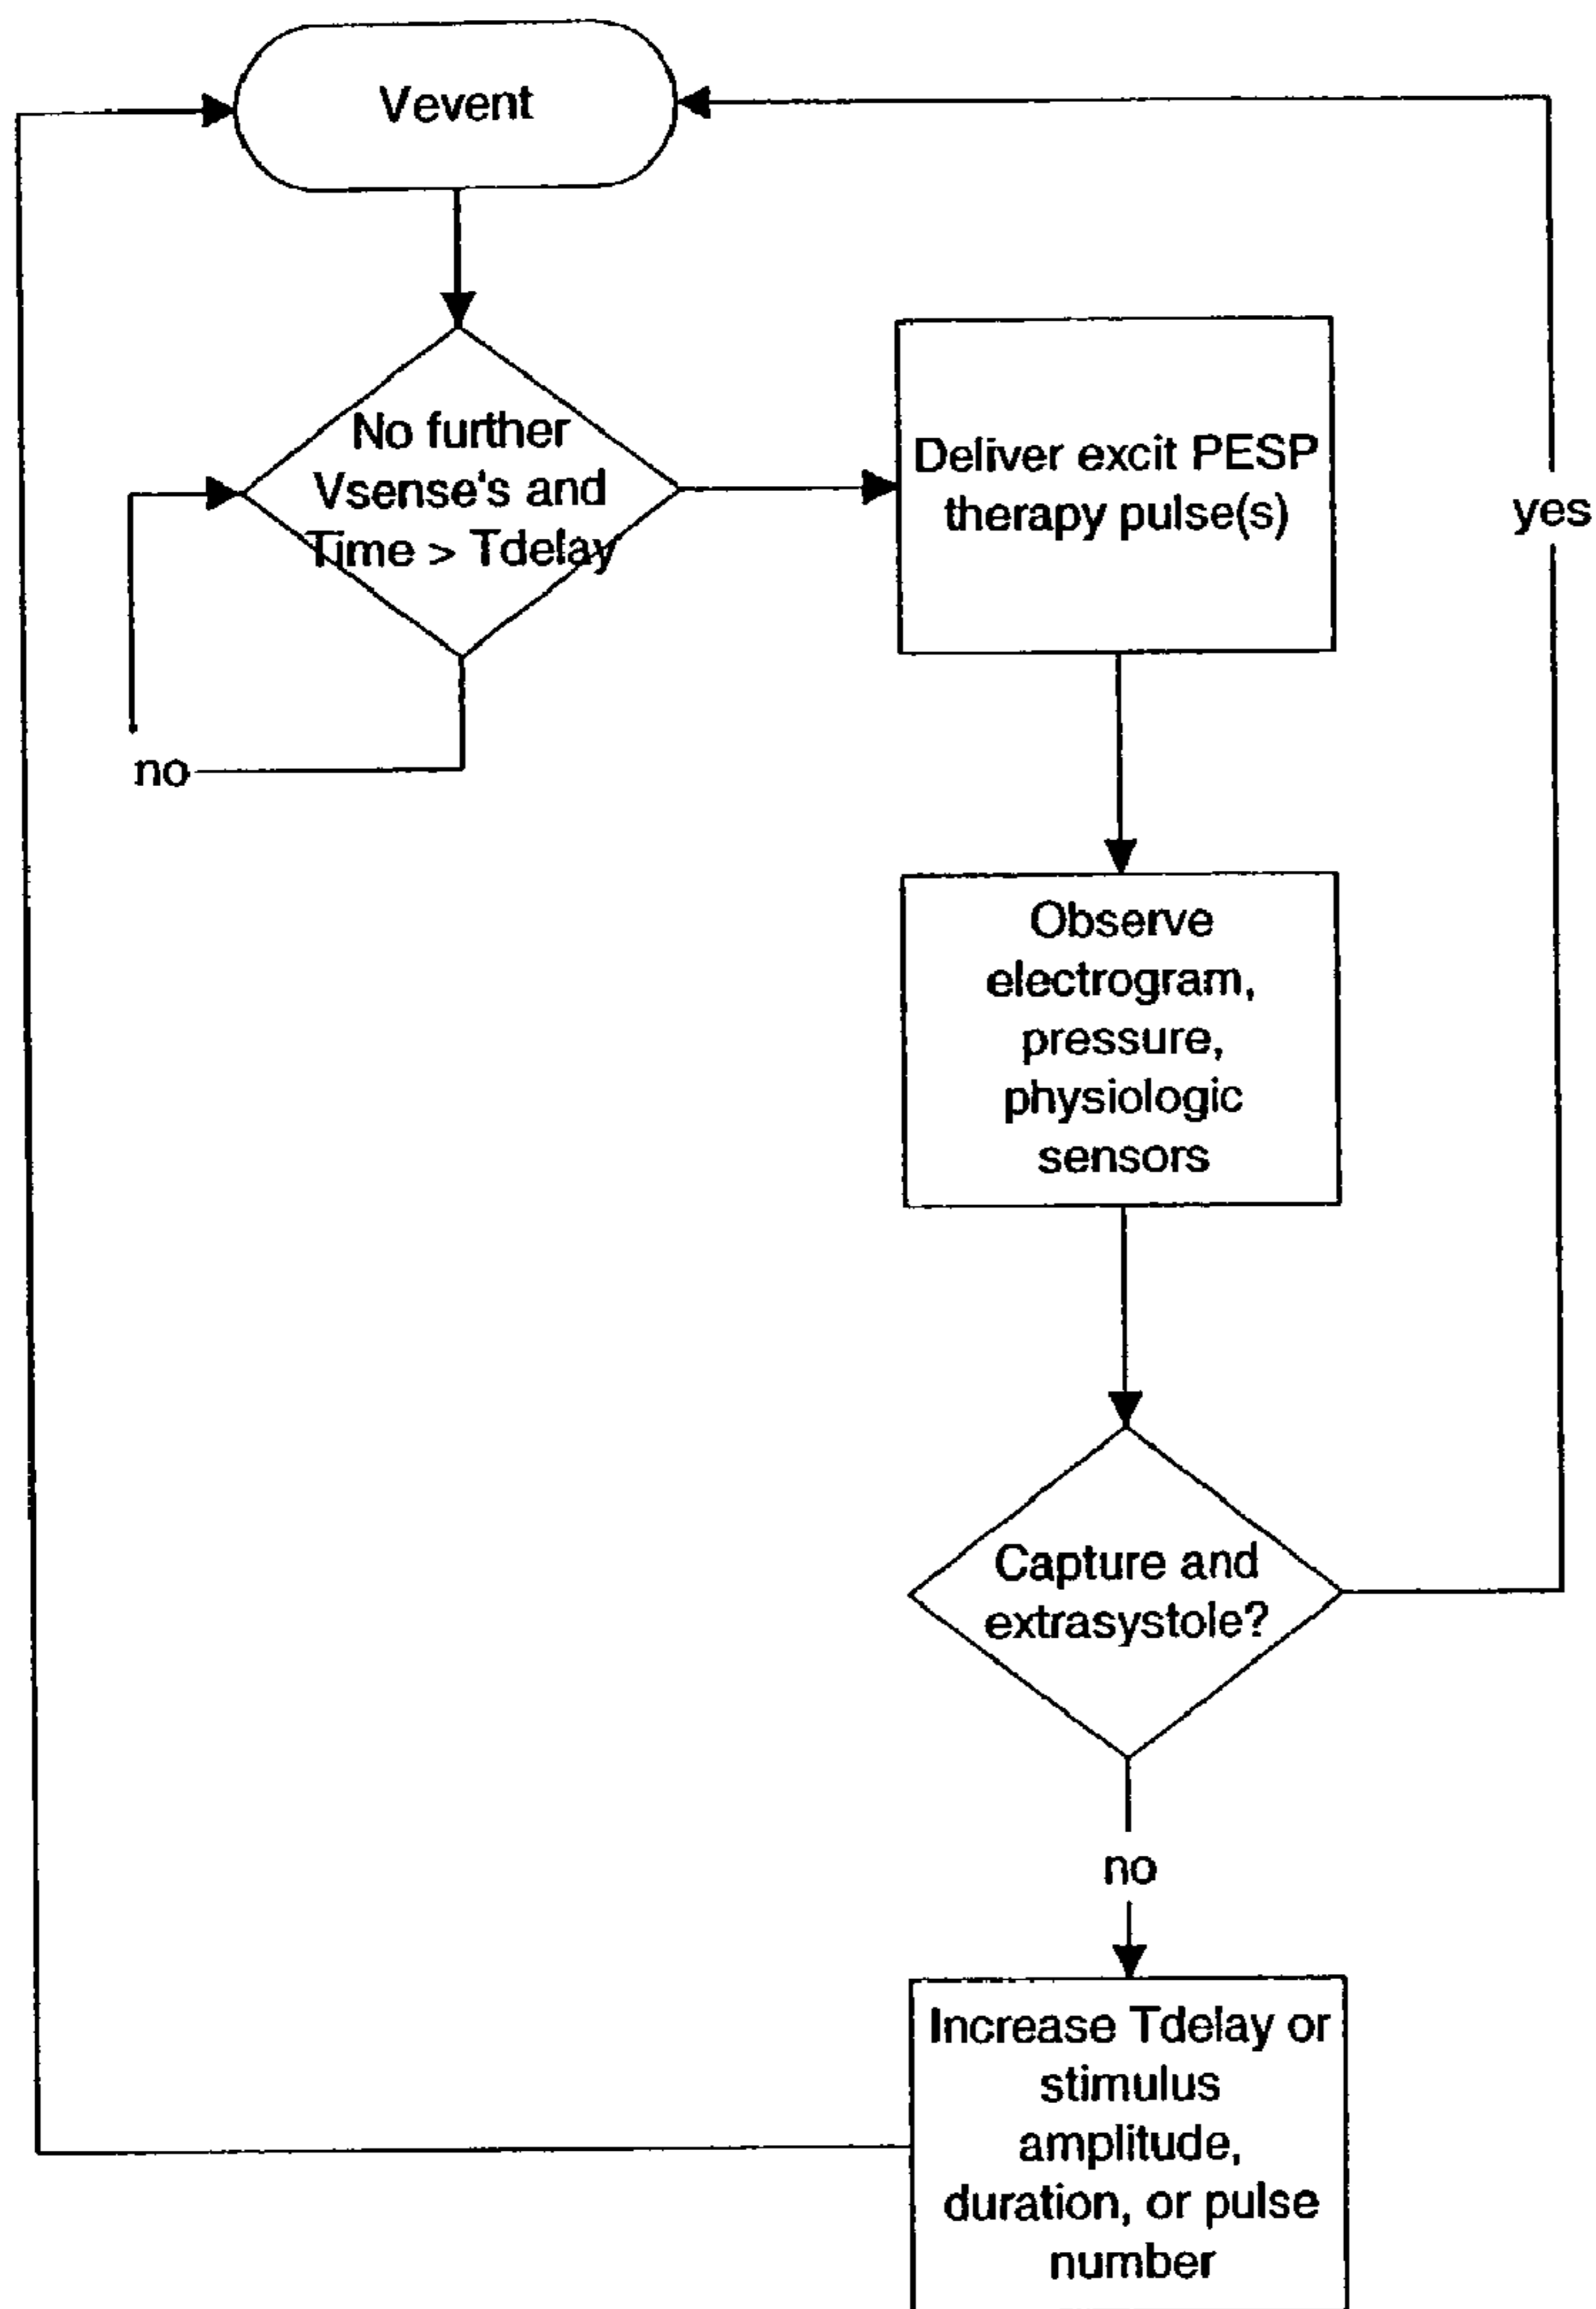 Vevent
No further
Vsense's and
Time > Tdelay
no
Deliver excit PESP
therapy pulse(s)
yes
Observe
electrogram,
pressure,
physiologic
sensors
Capture and
extrasystole?
no
Increase Tdelay or
stimulus
amplitude,
duration, or pulse
number